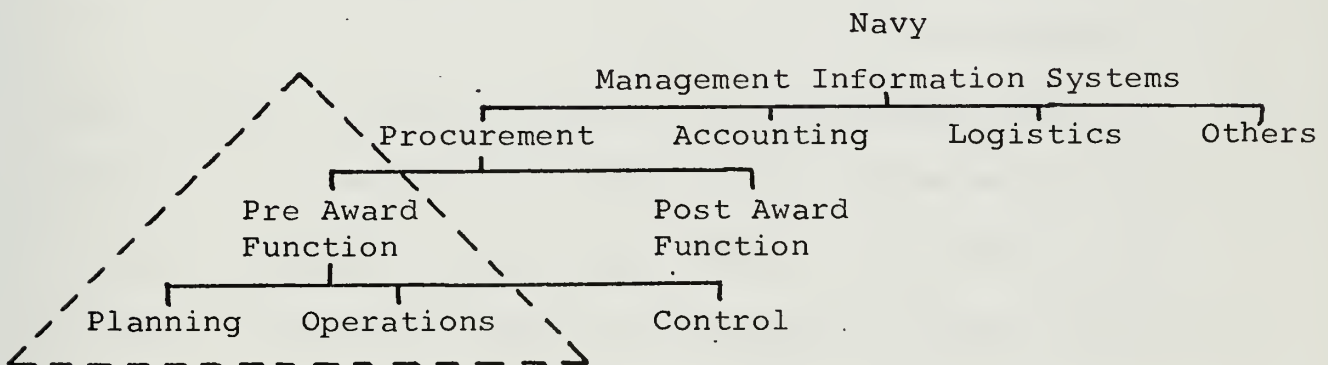 Navy
Management Information Systems
Procurement Accounting Logistics Others
Pre Award Post Award
Function Function
Planning Operations Control